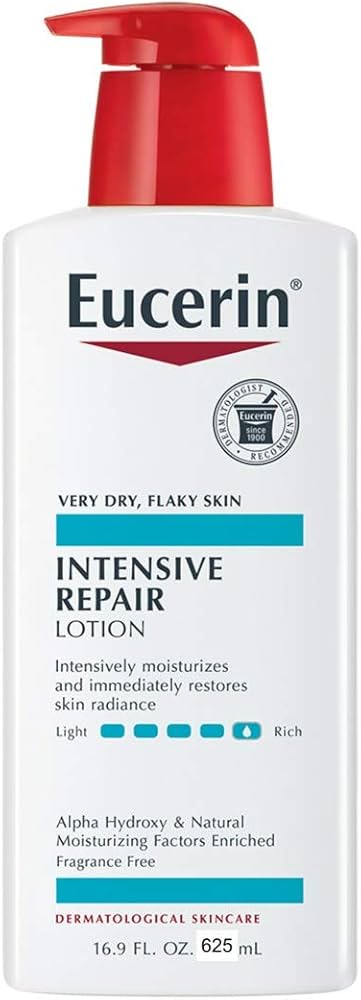 Eucerin®
DERMATOLOGIST RECOMMENDED
Eucerin
since
1900
VERY DRY, FLAKY SKIN
INTENSIVE
REPAIR
LOTION
Intensively moisturizes
and immediately restores
skin radiance
Light Rich
Alpha Hydroxy & Natural
Moisturizing Factors Enriched
Fragrance Free
DERMATOLOGICAL SKINCARE
16.9 FL. OZ. 625 mL